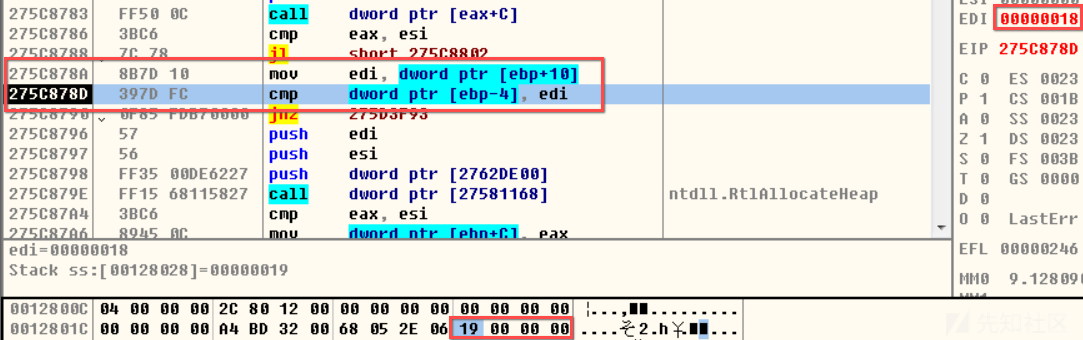 275C8783 FF50 0C call dword ptr [eax+C]
275C8786 3BC6 cmp eax, esi
275C8788 7C 78 jl short 275C8802
275C878A 8B7D 10 mov edi, dword ptr [ebp+10]
275C878D 397D FC cmp dword ptr [ebp-4], edi
275C8790 0F85 FDB70000 jnz 275D3F93
275C8796 57 push edi
275C8797 56 push esi
275C8798 FF35 00DE6227 push dword ptr [2762DE00]
275C879E FF15 68115827 call dword ptr [27581168] ntdll.RtlAllocateHeap
275C87A4 3BC6 cmp eax, esi
275C87A6 8945 0C mov dword ptr [ebp+C], eax
edi=00000018
Stack ss:[00128028]=00000019
EDI 00000018
EIP 275C878D
C 0 ES 0023
P 1 CS 001B
A 0 SS 0023
Z 1 DS 0023
S 0 FS 003B
T 0 GS 0000
D 0
O 0 LastErr
EFL 00000246
MM0 9.128090
0012800C 04 00 00 00 2C 80 12 00 00 00 00 00 00 00 00 00
0012801C 00 00 00 00 A4 BD 32 00 68 05 2E 06 19 00 00 00
先知社区